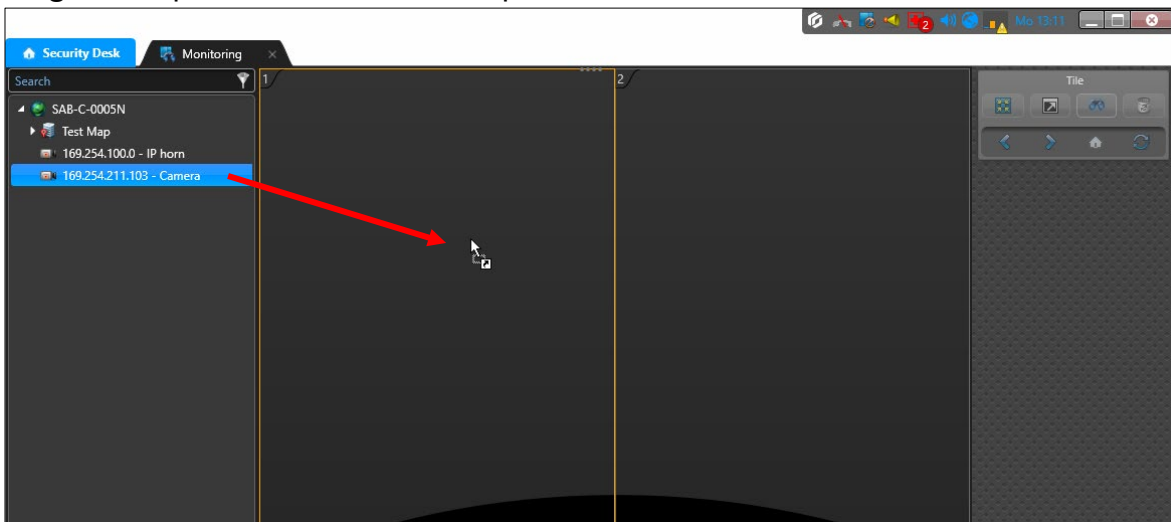 2
Mo 13:11
Security Desk
Monitoring
Search
1
2
Tile
SAB-C-0005N
Test Map
169.254.100.0 - IP horn
169.254.211.103 - Camera